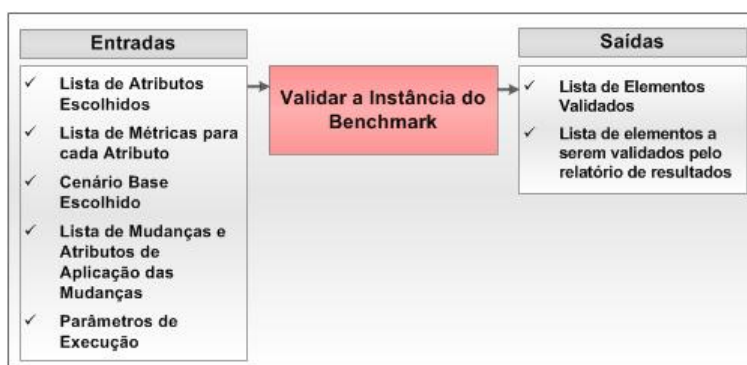 Entradas
✓ Lista de Atributos
Escolhidos
✓ Lista de Métricas para
cada Atributo
✓ Cenário Base
Escolhido
✓ Lista de Mudanças e
Atributos de
Aplicação das
Mudanças
✓ Parâmetros de
Execução
Validar a Instância do
Benchmark
Saídas
✓ Lista de Elementos
Validados
✓ Lista de elementos a
serem validados pelo
relatório de resultados